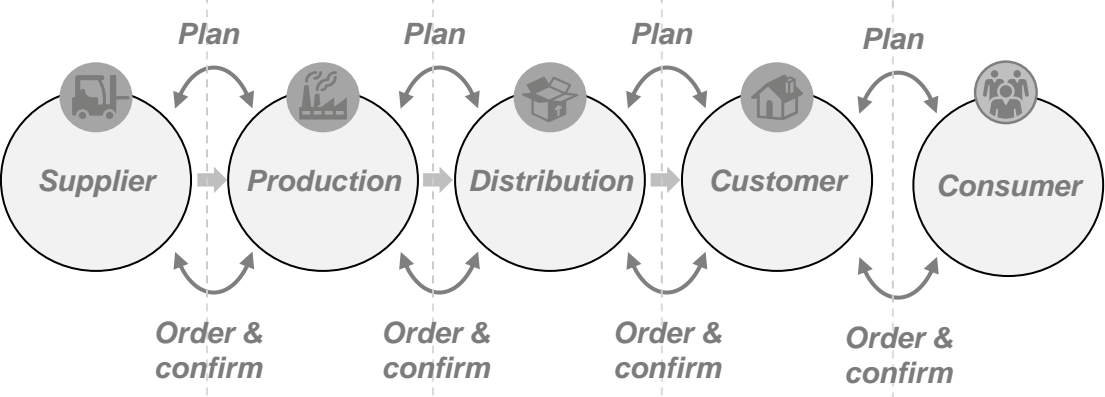 Plan
Plan
Plan
Plan
Supplier
Production
Distribution
Customer
Consumer
Order &
confirm
Order &
confirm
Order &
confirm
Order &
confirm